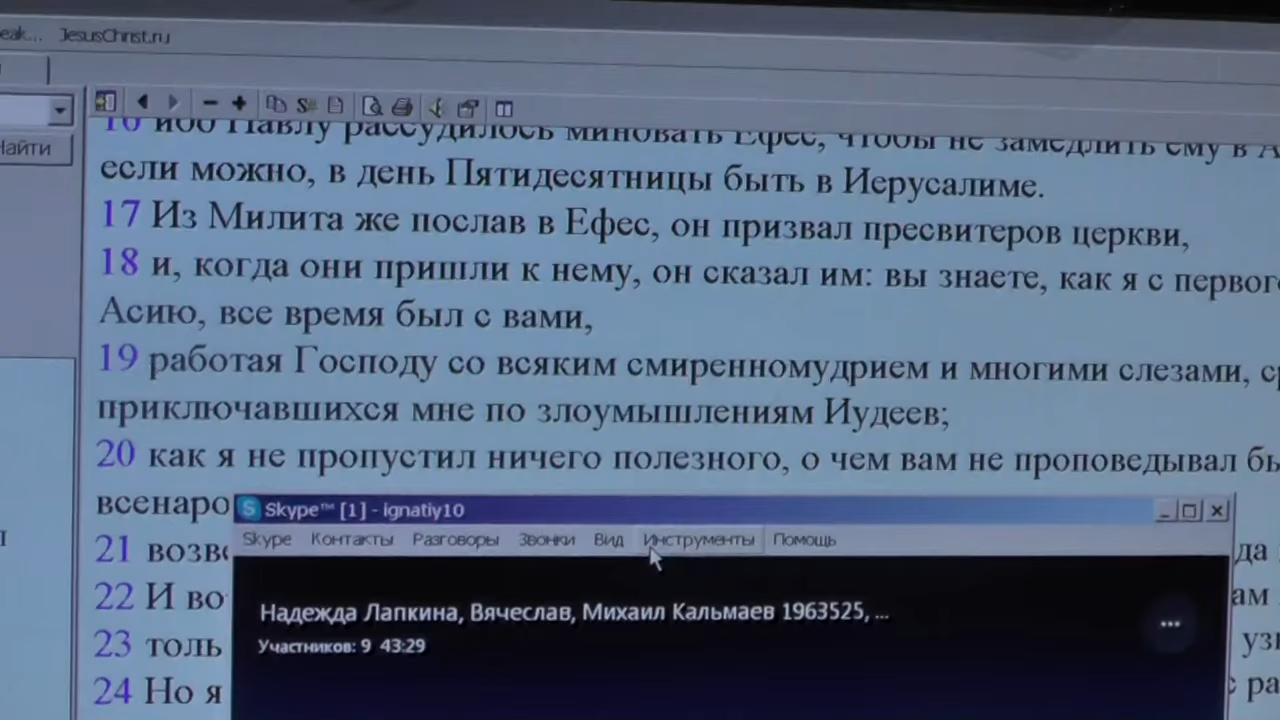 JesusChrist.ru
Найти
16 ибо Павлу рассудилось миновать Ефес, чтобы не замедлить ему в
если можно, в день Пятидесятницы быть в Иерусалиме.
17 Из Милита же послав в Ефес, он призвал пресвитеров церкви,
18 и, когда они пришли к нему, он сказал им: вы знаете, как я с
Асию, все время был с вами,
19 работая Господу со всяким смиренномудрием и многими слезами,
приключавшихся мне по злоумышлениям Иудеев;
20 как я не пропустил ничего полезного, о чем вам не проповедывал
всенаро
Skype™ [1] - ignatiy10
Skype Контакты Разговоры Звонки Вид Инструменты Помощь
21 возв
22 И во
23 толь
24 Но я
Надежда Лапкина, Вячеслав, Михаил Кальмаев 1963525, ...
Участников: 9 43:29